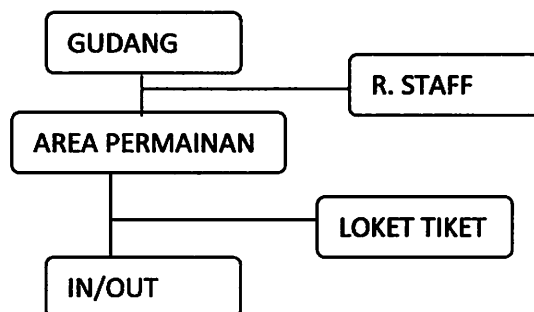 GUDANG
R. STAFF
AREA PERMAINAN
LOKET TIKET
IN/OUT